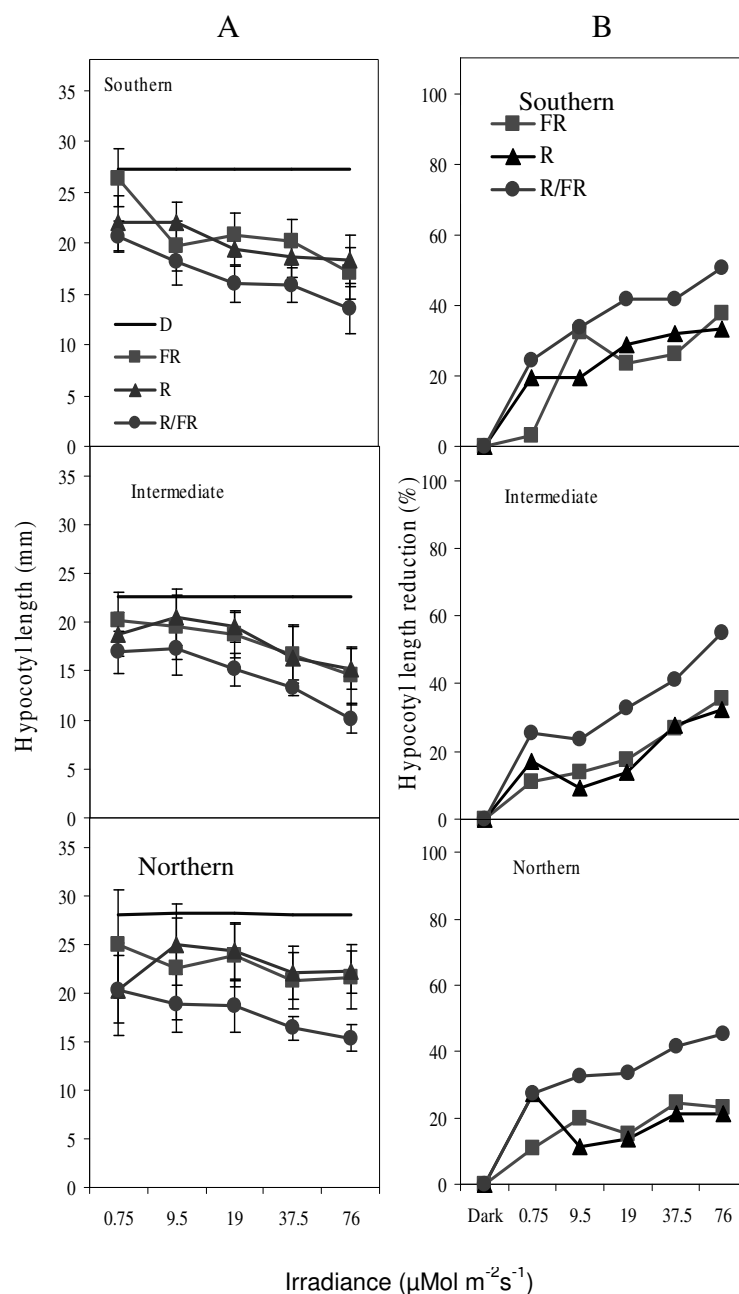 A
B
Hypocotyl length (mm)
35
30
25
20
15
10
5
0
Southern
D
FR
R
R/FR
35
30
25
20
15
10
5
0
Intermediate
35
30
25
20
15
10
5
0
Northern
0.75 9.5 19 37.5 76
Hypocotyl length reduction (%)
100
80
60
40
20
0
Southern
FR
R
R/FR
100
80
60
40
20
0
Intermediate
100
80
60
40
20
0
Northern
Dark 0.75 9.5 19 37.5 76
Irradiance (µMol m⁻²s⁻¹)